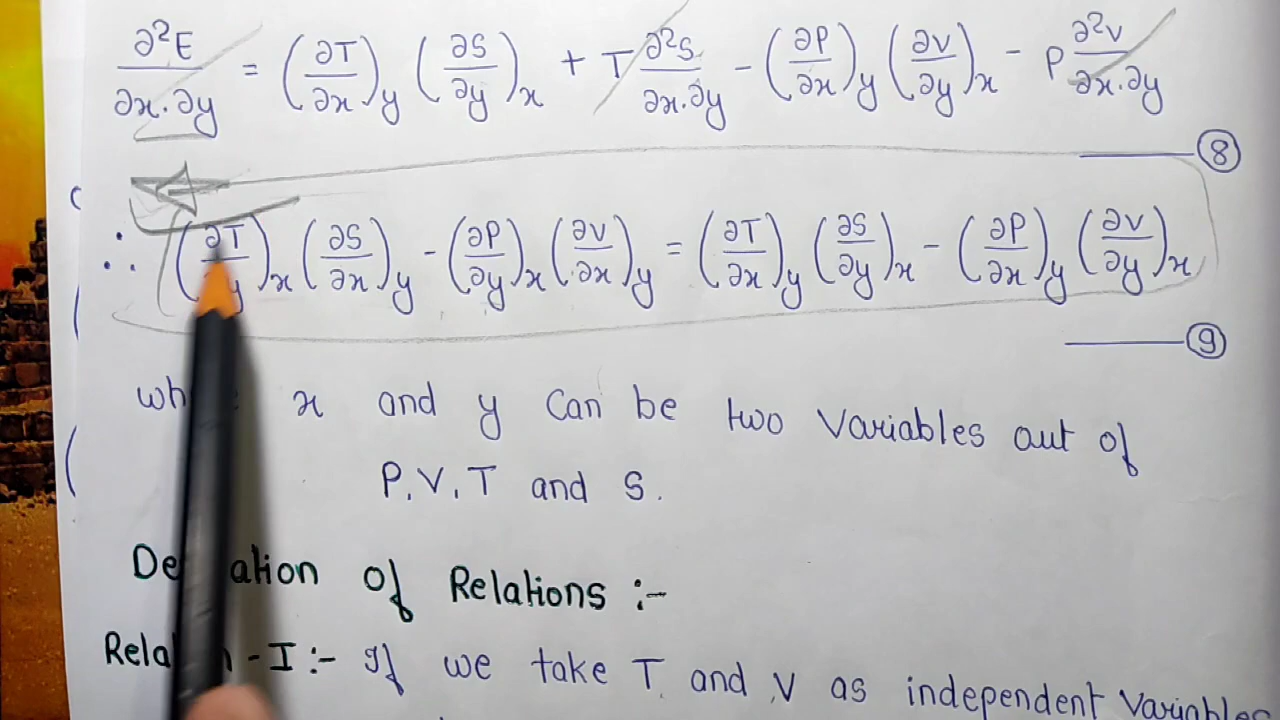 ∂²E/∂x.∂y = (∂T/∂x)y (∂S/∂y)x + T ∂²S/∂x.∂y - (∂P/∂x)y (∂V/∂y)x - P ∂²V/∂x.∂y
⑧
∴ (∂T/∂y)x (∂S/∂x)y - (∂P/∂y)x (∂V/∂x)y = (∂T/∂x)y (∂S/∂y)x - (∂P/∂x)y (∂V/∂y)x
⑨
x and y Can be two Variables out of
P, V, T and S.
of Relations :-
-I :- If we take T and V as independent Variables